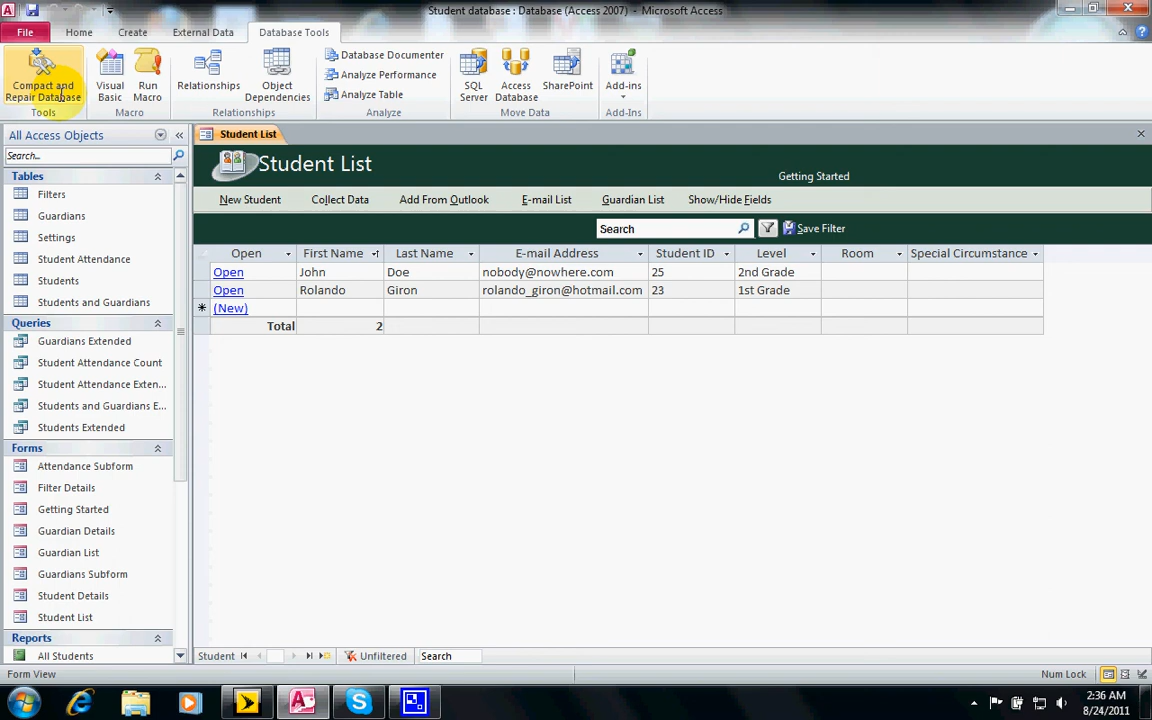 Student database : Database (Access 2007) - Microsoft Access
File Home Create External Data Database Tools
Compact and Repair Database
Visual Basic
Run Macro
Relationships
Object Dependencies
Database Documenter
Analyze Performance
Analyze Table
SQL Server
Access Database
SharePoint
Add-ins
Tools Macro Relationships Analyze Move Data Add-Ins
All Access Objects
Search...
Tables
Filters
Guardians
Settings
Student Attendance
Students
Students and Guardians
Queries
Guardians Extended
Student Attendance Count
Student Attendance Exten...
Students and Guardians E...
Students Extended
Forms
Attendance Subform
Filter Details
Getting Started
Guardian Details
Guardian List
Guardians Subform
Student Details
Student List
Reports
All Students
Student List
Student List
Getting Started
New Student Collect Data Add From Outlook E-mail List Guardian List Show/Hide Fields
Search Save Filter
Open First Name Last Name E-mail Address Student ID Level Room Special Circumstance
Open John Doe nobody@nowhere.com 25 2nd Grade
Open Rolando Giron rolando_giron@hotmail.com 23 1st Grade
(New)
Total 2
Student Unfiltered Search
Form View Num Lock
2:36 AM
8/24/2011